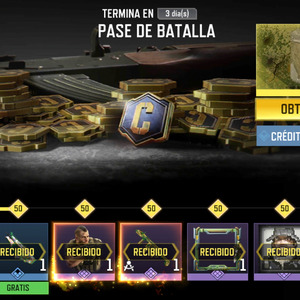 TERMINA EN 3 día(s)
PASE DE BATALLA
C
OBT
CRÉDIT
50 50 50 50 50
RECIBIDO RECIBIDO RECIBIDO RECIBIDO RECIBIDO
1 1 1 1
GRATIS